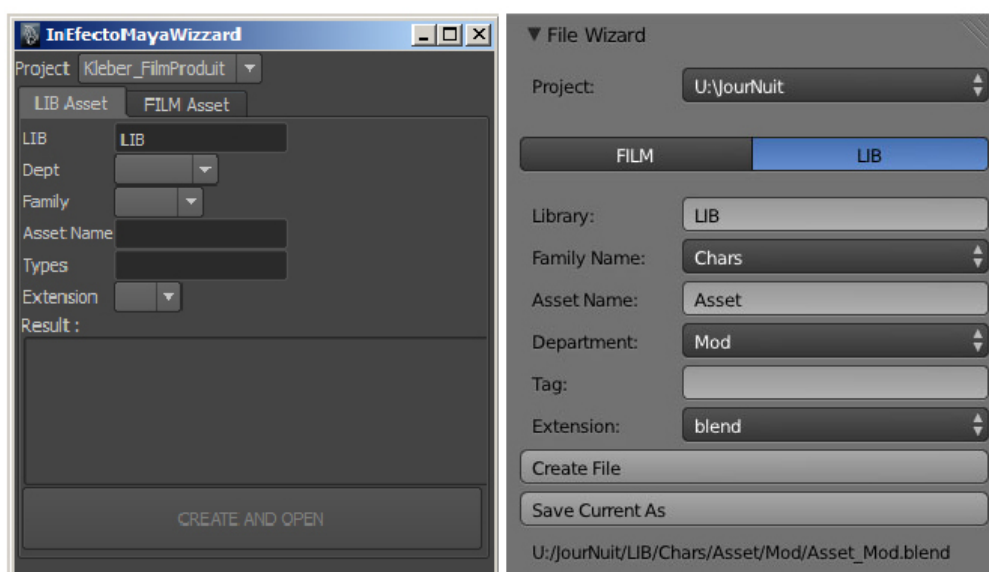 InEfectoMayaWizzard
Project Kleber_FilmProduit
LIB Asset FILM Asset
LIB LIB
Dept
Family
Asset Name
Types
Extension
Result :
CREATE AND OPEN
File Wizard
Project: U:\JourNuit
FILM LIB
Library: LIB
Family Name: Chars
Asset Name: Asset
Department: Mod
Tag:
Extension: blend
Create File
Save Current As
U:/JourNuit/LIB/Chars/Asset/Mod/Asset_Mod.blend